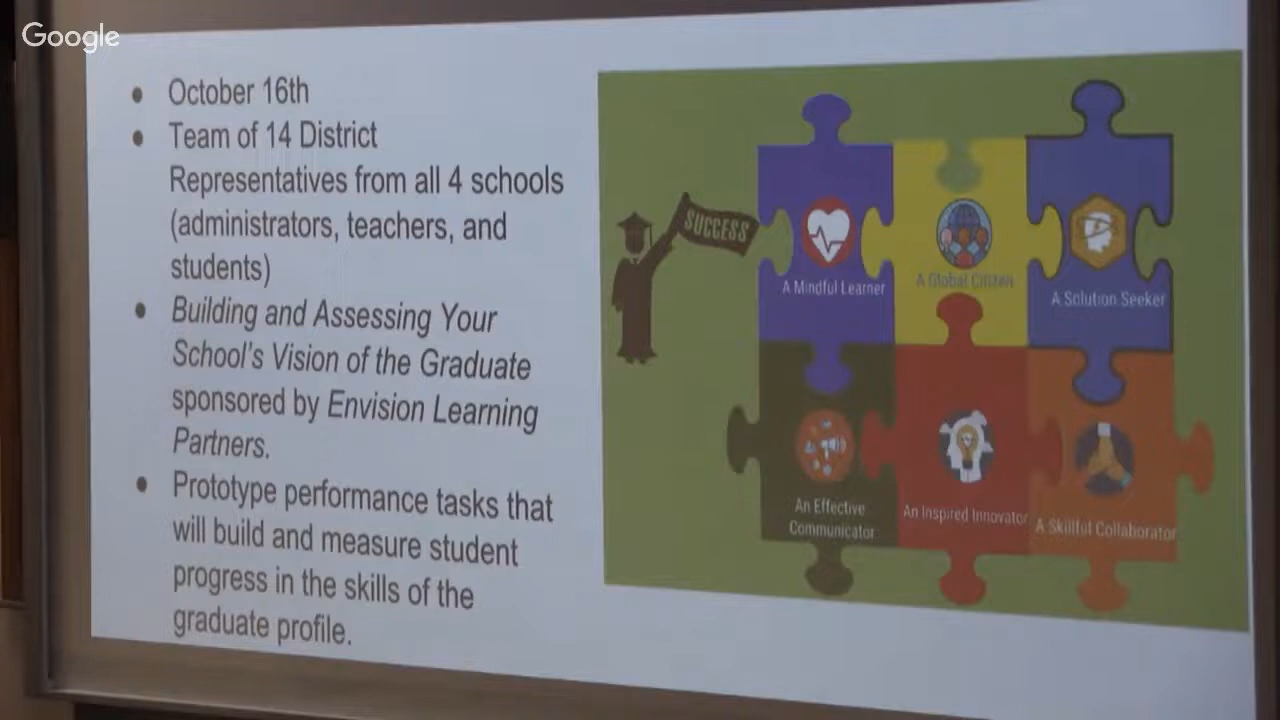 Google
• October 16th
• Team of 14 District
Representatives from all 4 schools
(administrators, teachers, and
students)
• Building and Assessing Your
School's Vision of the Graduate
sponsored by Envision Learning
Partners.
• Prototype performance tasks that
will build and measure student
progress in the skills of the
graduate profile.
SUCCESS
A Mindful Learner
A Global Citizen
A Solution Seeker
An Effective
Communicator
An Inspired Innovator
A Skillful Collaborator